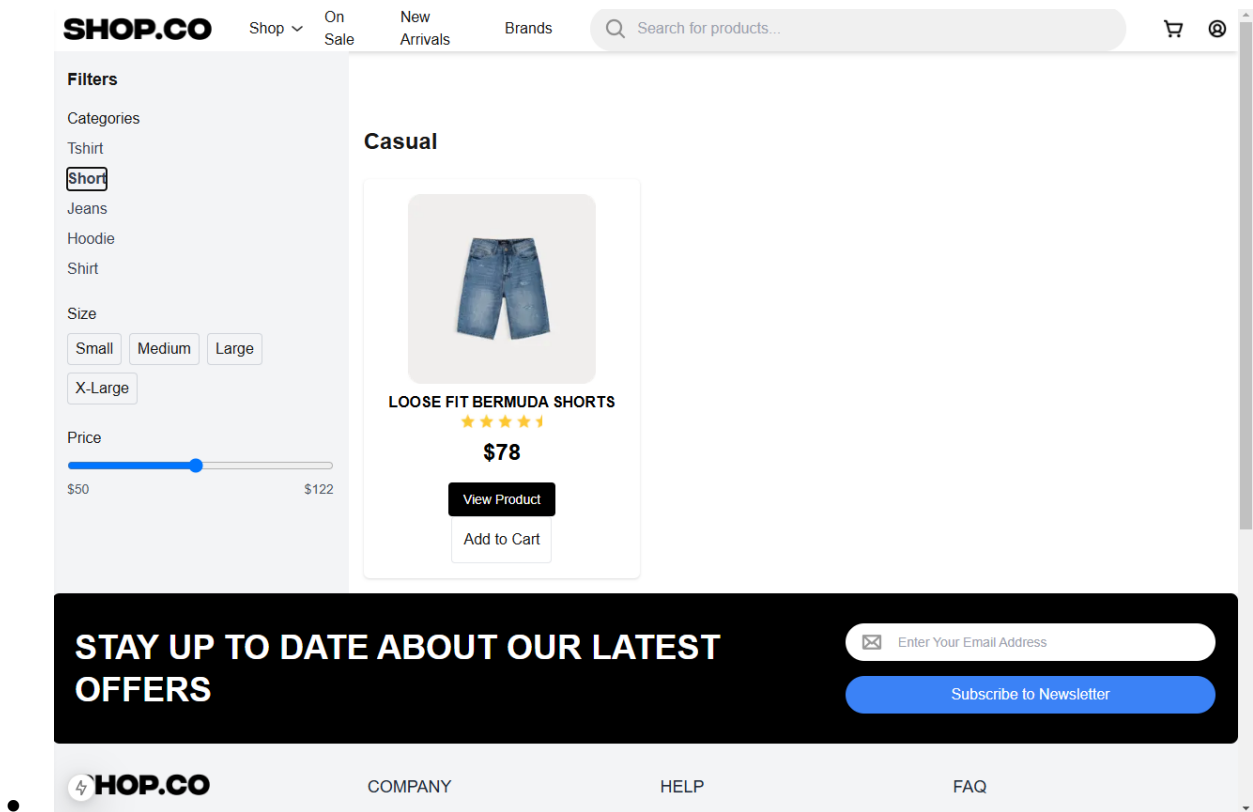 SHOP.CO
Shop
On
Sale
New
Arrivals
Brands
Search for products...
Filters
Categories
Tshirt
Short
Jeans
Hoodie
Shirt
Size
Small
Medium
Large
X-Large
Price
$50
$122
Casual
LOOSE FIT BERMUDA SHORTS
$78
View Product
Add to Cart
STAY UP TO DATE ABOUT OUR LATEST
OFFERS
Enter Your Email Address
Subscribe to Newsletter
HOP.CO
COMPANY
HELP
FAQ